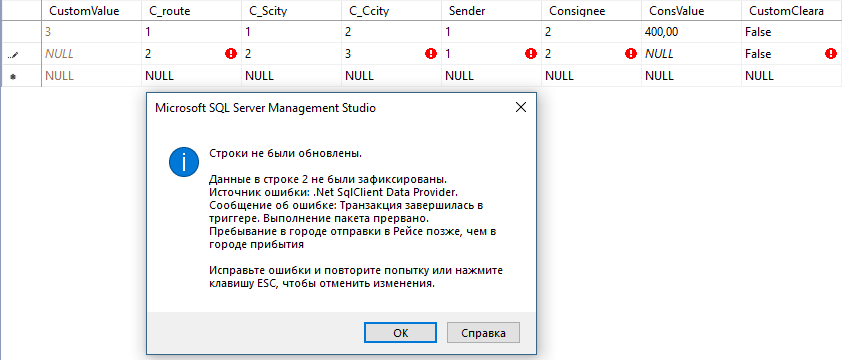 CustomValue C_route C_Scity C_Ccity Sender Consignee ConsValue CustomCleara
3 1 1 2 1 2 400,00 False
NULL 2 2 3 1 2 NULL False
NULL NULL NULL NULL NULL NULL NULL NULL
Microsoft SQL Server Management Studio
Строки не были обновлены.
Данные в строке 2 не были зафиксированы.
Источник ошибки: .Net SqlClient Data Provider.
Сообщение об ошибке: Транзакция завершилась в
триггере. Выполнение пакета прервано.
Пребывание в городе отправки в Рейсе позже, чем в
городе прибытия
Исправьте ошибки и повторите попытку или нажмите
клавишу ESC, чтобы отменить изменения.
OK Справка